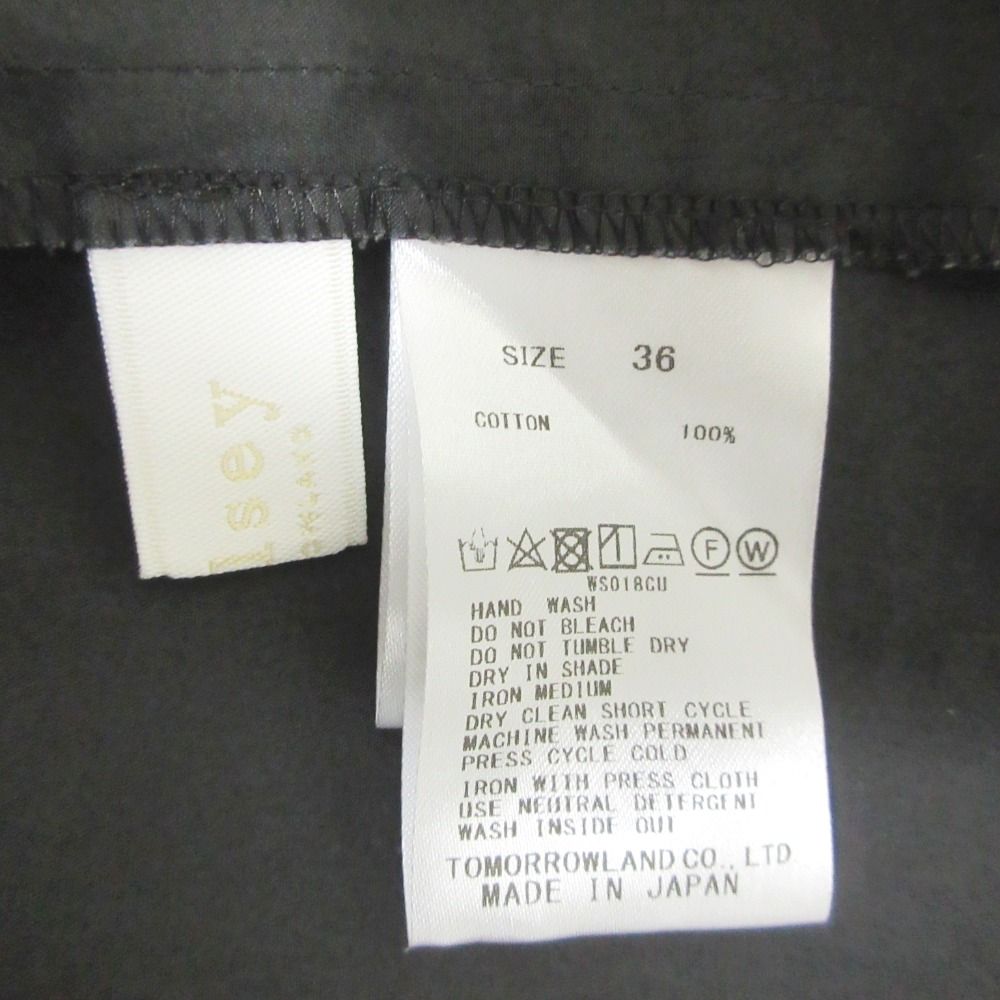 lsey
SIZE 36
COTTON 100%
F W
WS018CU
HAND WASH
DO NOT BLEACH
DO NOT TUMBLE DRY
DRY IN SHADE
IRON MEDIUM
DRY CLEAN SHORT CYCLE
MACHINE WASH PERMANENT
PRESS CYCLE COLD
IRON WITH PRESS CLOTH
USE NEUTRAL DETERGENT
WASH INSIDE OUT
TOMORROWLAND CO., LTD
MADE IN JAPAN